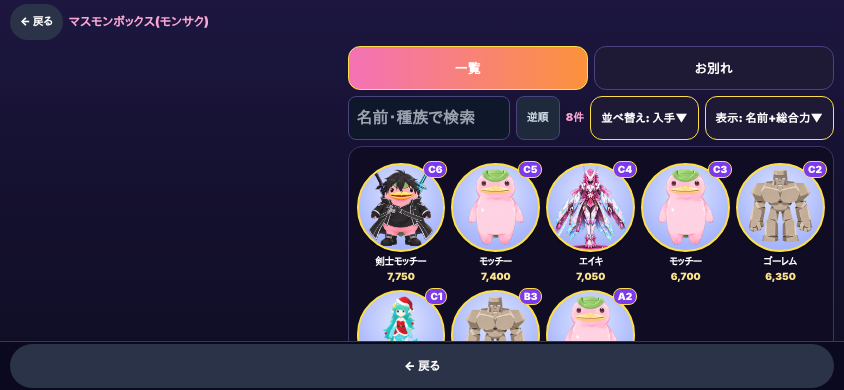 ← 戻る マスモンボックス(モンサク)
一覧 お別れ
名前・種族で検索 逆順 8件 並べ替え: 入手▼ 表示: 名前+総合力▼
C6 C5 C4 C3 C2
剣士モッチー モッチー エイキ モッチー ゴーレム
7,750 7,400 7,050 6,700 6,350
C1 B3 A2
← 戻る